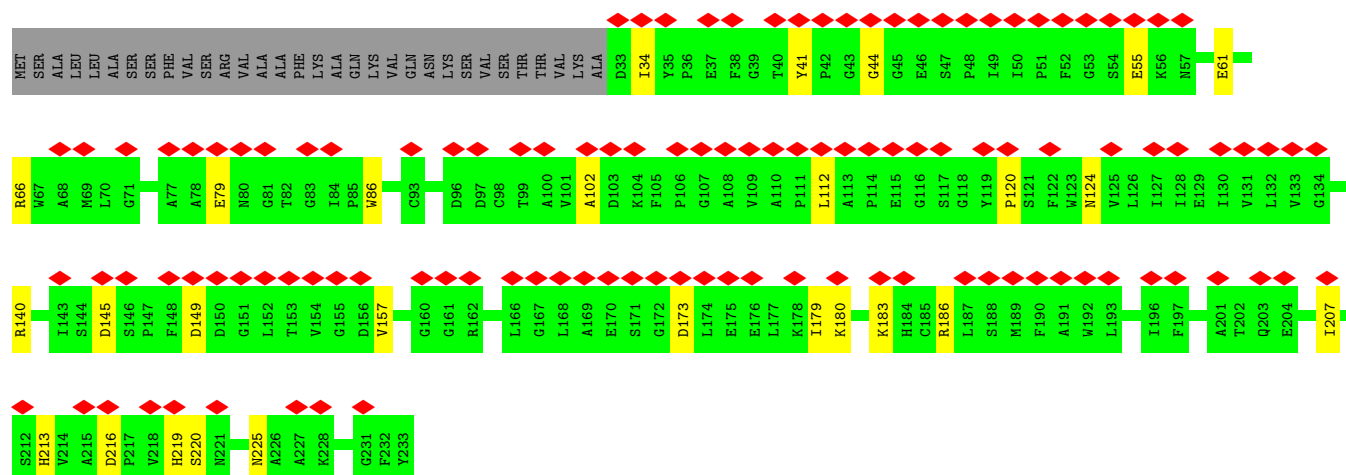 MET SER ALA LEU LEU ALA SER SER PHE VAL SER ARG VAL ALA ALA PHE LYS ALA GLN LYS VAL GLN ASN LYS SER VAL SER THR THR VAL LYS ALA D33 I34 Y35 P36 E37 F38 G39 T40 Y41 P42 G43 G44 G45 E46 S47 P48 I49 I50 P51 F52 G53 S54 E55 K56 N57 E61
R66 W67 A68 M69 L70 G71 A77 A78 E79 N80 G81 T82 G83 I84 P85 W86 C93 D96 D97 C98 T99 A100 V101 A102 D103 K104 F105 P106 G107 A108 V109 A110 P111 L112 A113 P114 E115 G116 S117 G118 Y119 P120 S121 F122 W123 N124 V125 L126 I127 I128 E129 I130 V131 L132 V133 G134
R140 I143 S144 D145 S146 P147 F148 D149 D150 G151 L152 T153 V154 G155 D156 V157 G160 G161 R162 L166 G167 L168 A169 E170 S171 G172 D173 L174 E175 E176 L177 K178 I179 K180 K183 H184 C185 R186 L187 S188 M189 F190 A191 W192 L193 I196 F197 A201 T202 Q203 E204 I207
S212 H213 V214 A215 D216 P217 V218 H219 S220 N221 N225 A226 A227 K228 G231 F232 Y233